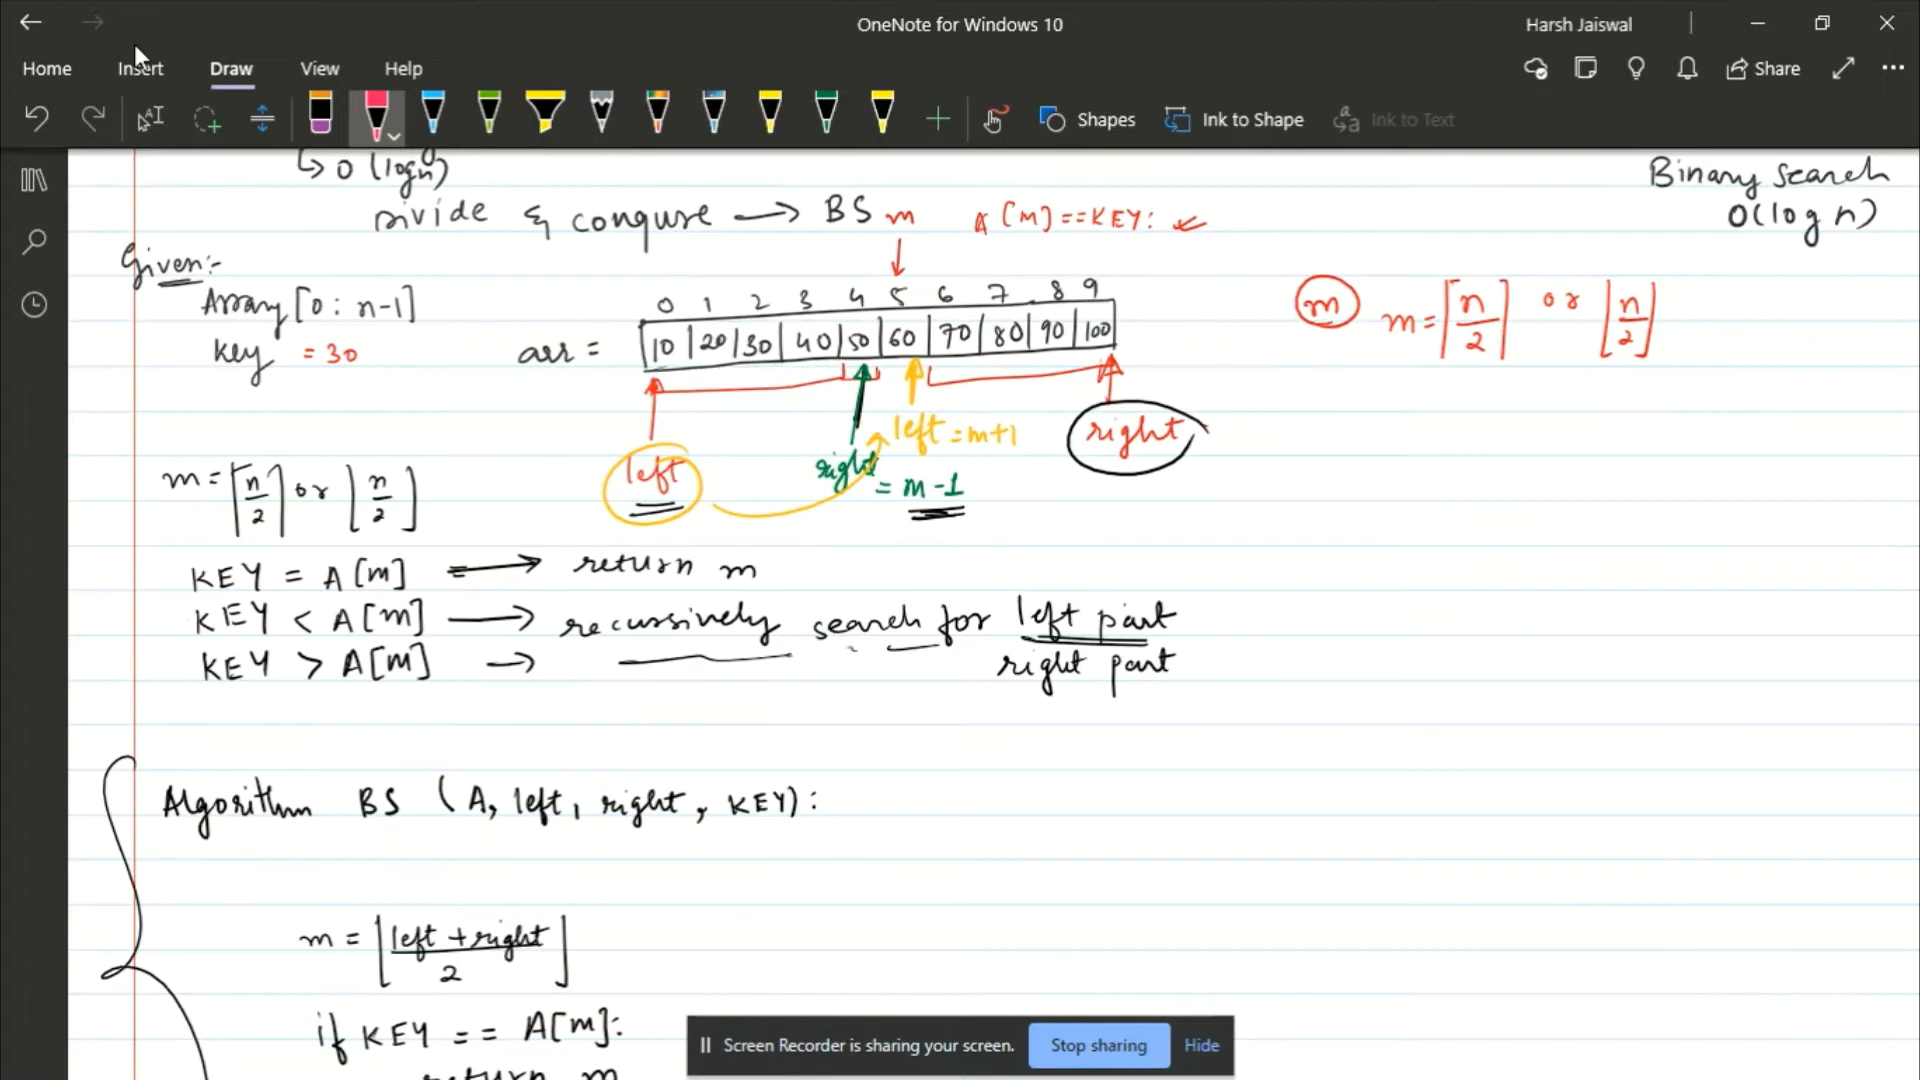 OneNote for Windows 10
Harsh Jaiswal
Home Insert Draw View Help
Share
Shapes Ink to Shape Ink to Text
↳ O (logn)
Divide & conqure → BS
m
A [M] ==KEY:
Binary Search
O(log n)
Given:-
Array [0 : n-1]
Key = 30
0 1 2 3 4 5 6 7 8 9
arr = 10 20 30 40 50 60 70 80 90 100
m m = ⌈n/2⌉ or ⌊n/2⌋
left = m+1
right
left
right = m-1
m = ⌈n/2⌉ or ⌊n/2⌋
KEY = A[m] → return m
KEY < A[m] → recussively search for left part
KEY > A[m] → right part
Algorithm BS (A, left, right, KEY):
m = ⌊left + right / 2⌋
if KEY == A[m]:
return m
Screen Recorder is sharing your screen. Stop sharing Hide